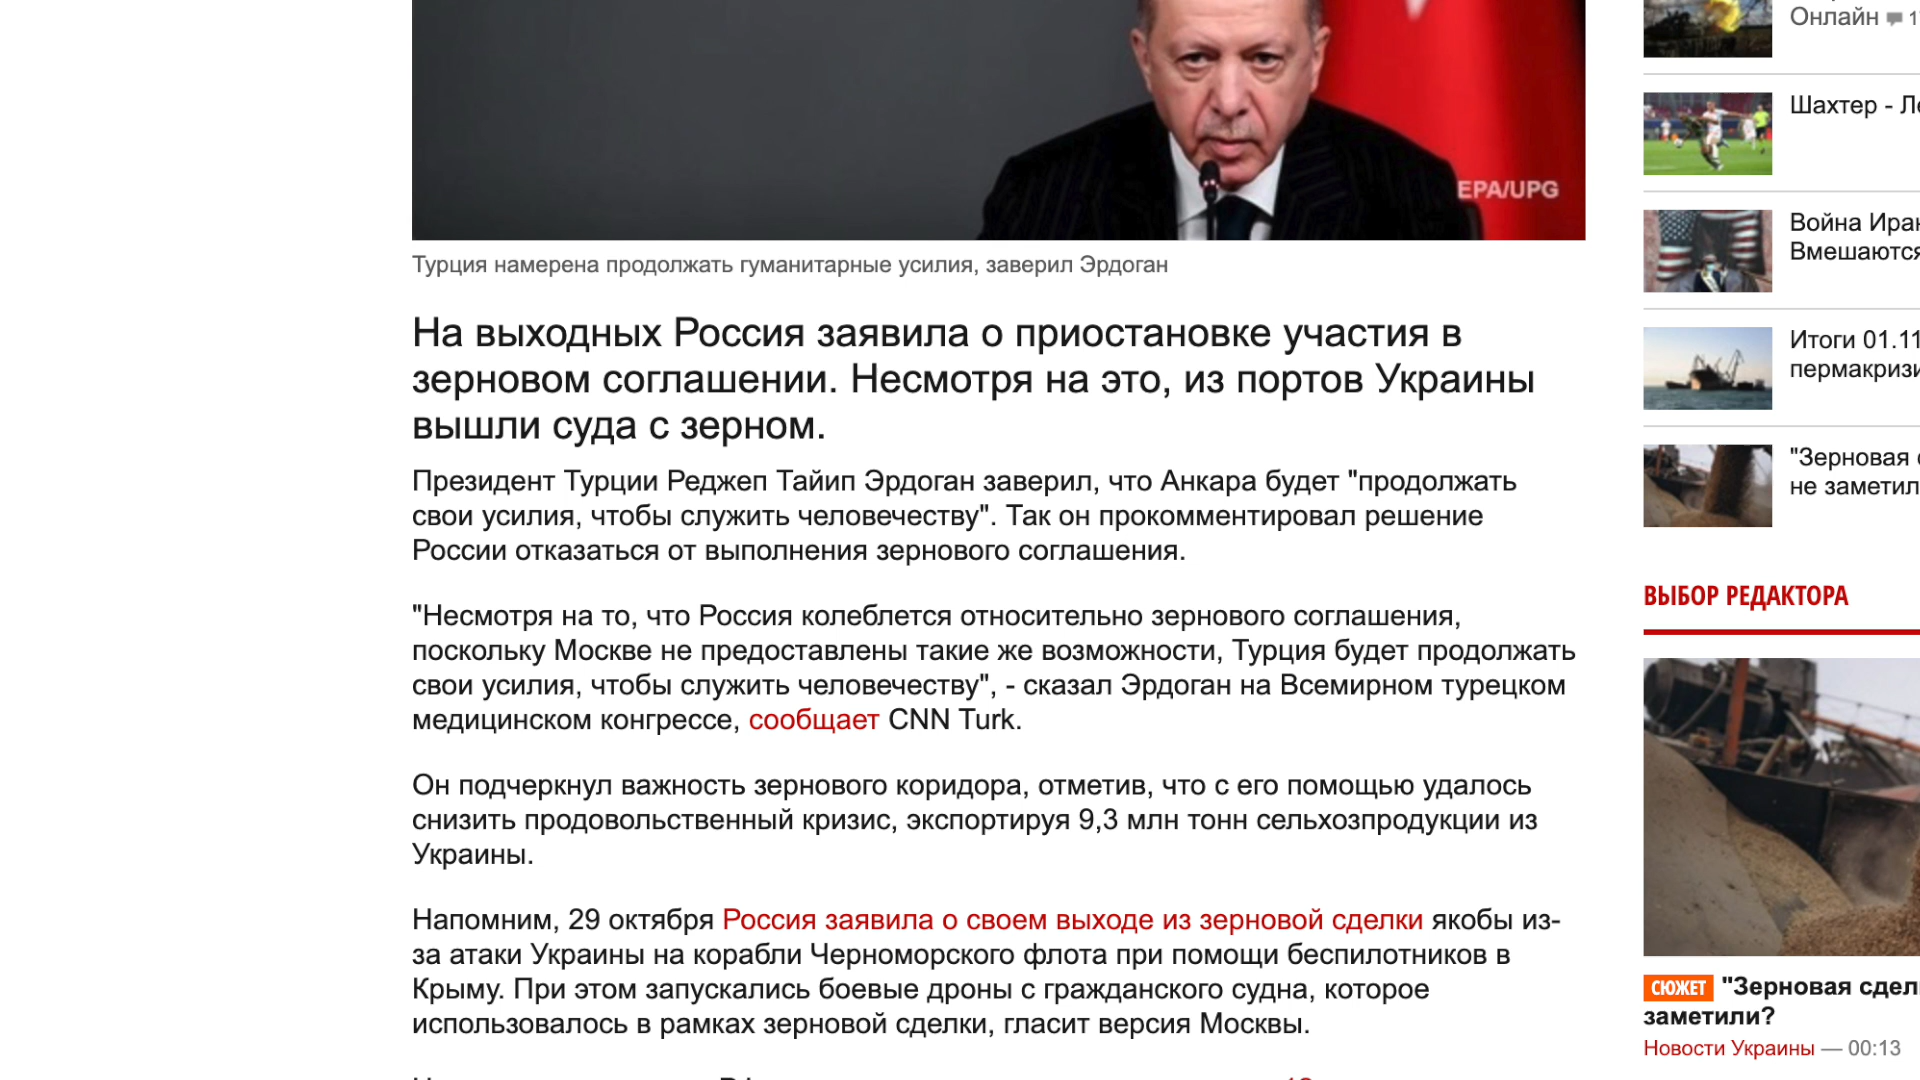 EPA/UPG
Турция намерена продолжать гуманитарные усилия, заверил Эрдоган
На выходных Россия заявила о приостановке участия в
зерновом соглашении. Несмотря на это, из портов Украины
вышли суда с зерном.
Президент Турции Реджеп Тайип Эрдоган заверил, что Анкара будет "продолжать
свои усилия, чтобы служить человечеству". Так он прокомментировал решение
России отказаться от выполнения зернового соглашения.
"Несмотря на то, что Россия колеблется относительно зернового соглашения,
поскольку Москве не предоставлены такие же возможности, Турция будет продолжать
свои усилия, чтобы служить человечеству", - сказал Эрдоган на Всемирном турецком
медицинском конгрессе, сообщает CNN Turk.
Он подчеркнул важность зернового коридора, отметив, что с его помощью удалось
снизить продовольственный кризис, экспортируя 9,3 млн тонн сельхозпродукции из
Украины.
Напомним, 29 октября Россия заявила о своем выходе из зерновой сделки якобы из-
за атаки Украины на корабли Черноморского флота при помощи беспилотников в
Крыму. При этом запускались боевые дроны с гражданского судна, которое
использовалось в рамках зерновой сделки, гласит версия Москвы.
Онлайн
Шахтер -
Война
Вмешаются
Итоги 01.11
"Зерновая
не
ВЫБОР РЕДАКТОРА
СЮЖЕТ "Зерновая
заметили?
Новости Украины — 00:13